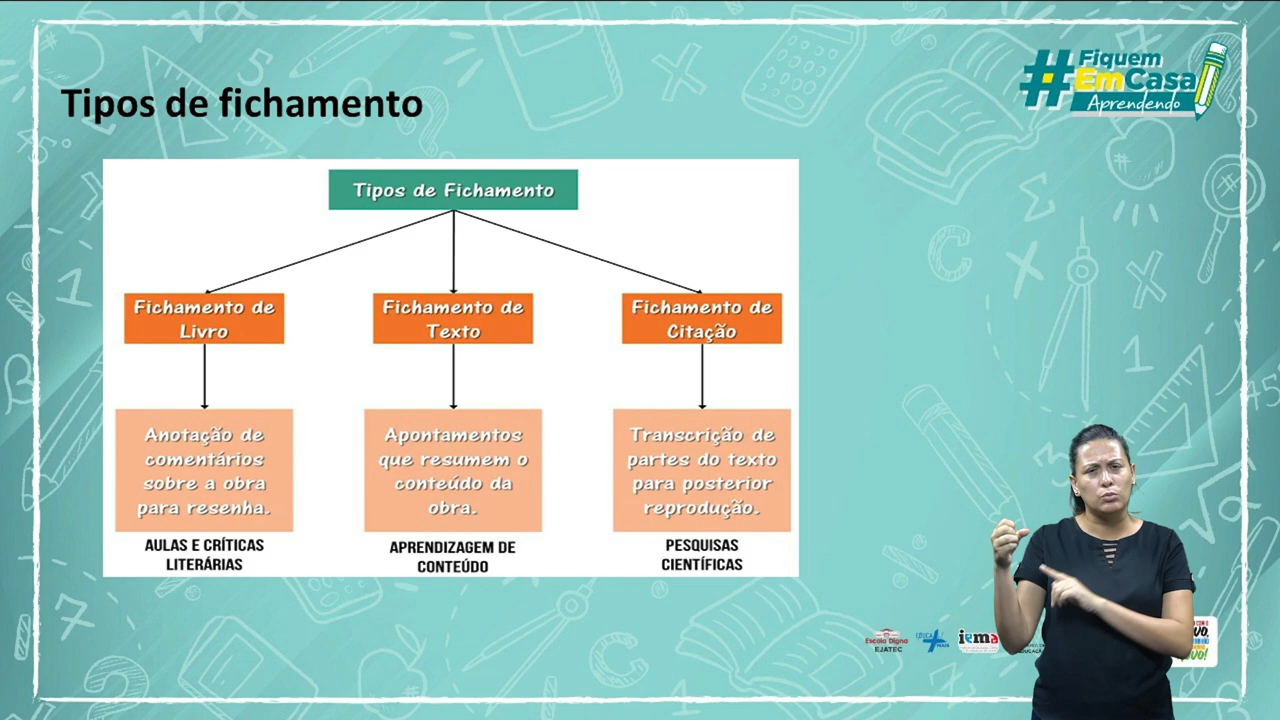 #Fiquem
EmCasa
Aprendendo
Tipos de fichamento
Tipos de Fichamento
Fichamento de
Livro
Fichamento de
Texto
Fichamento de
Citação
Anotação de
comentários
sobre a obra
para resenha.
Apontamentos
que resumem o
conteúdo da
obra.
Transcrição de
partes do texto
para posterior
reprodução.
AULAS E CRÍTICAS
LITERÁRIAS
APRENDIZAGEM DE
CONTEÚDO
PESQUISAS
CIENTÍFICAS
Escola Digna
EJATEC
iema